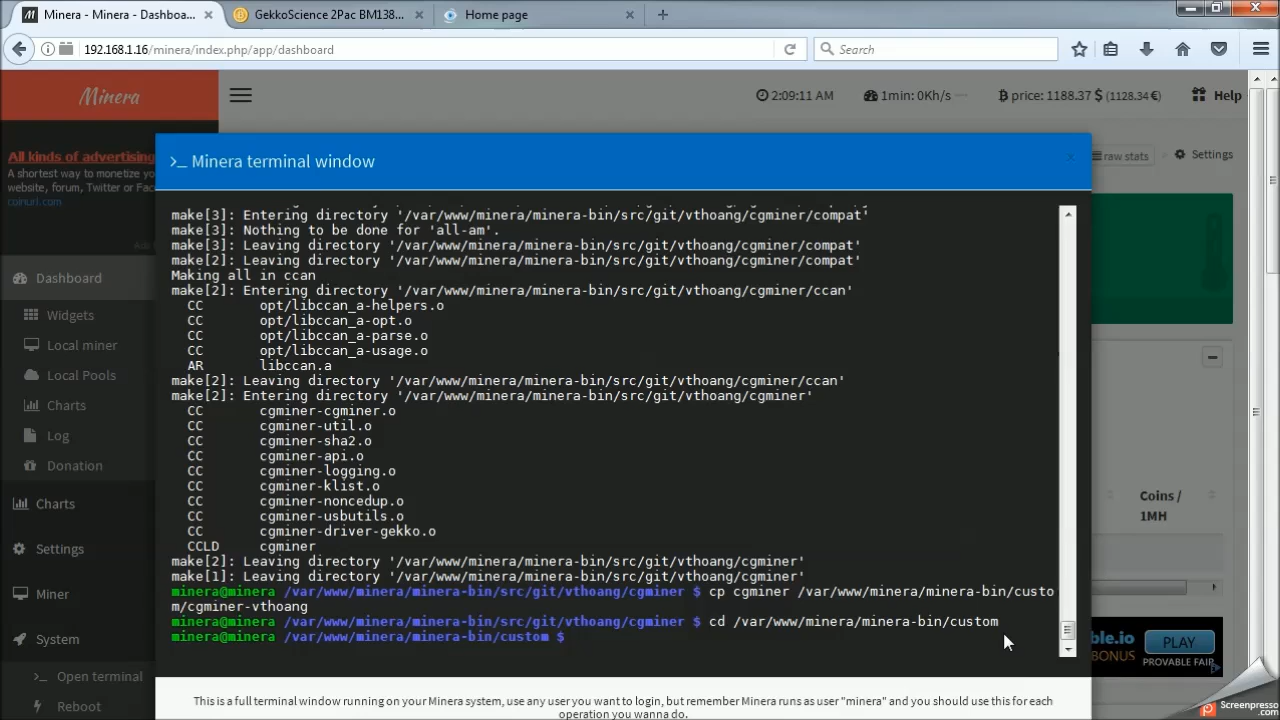 Minera - Minera - Dashboa...
GekkoScience 2Pac BM138...
Home page
192.168.1.16/minera/index.php/app/dashboard
Search
Minera
2:09:11 AM
1min: 0Kh/s
price: 1188.37 $ (1128.34 €)
Help
All kinds of advertising
A shortest way to monetize yo
website, forum, Twitter or Fac
coinurl.com
>_ Minera terminal window
raw stats
Settings
make[3]: Entering directory '/var/www/minera/minera-bin/src/git/vthoang/cgminer/compat'
make[3]: Nothing to be done for 'all-am'.
make[3]: Leaving directory '/var/www/minera/minera-bin/src/git/vthoang/cgminer/compat'
make[2]: Leaving directory '/var/www/minera/minera-bin/src/git/vthoang/cgminer/compat'
Making all in ccan
make[2]: Entering directory '/var/www/minera/minera-bin/src/git/vthoang/cgminer/ccan'
CC opt/libccan_a-helpers.o
CC opt/libccan_a-opt.o
CC opt/libccan_a-parse.o
CC opt/libccan_a-usage.o
AR libccan.a
make[2]: Leaving directory '/var/www/minera/minera-bin/src/git/vthoang/cgminer/ccan'
make[2]: Entering directory '/var/www/minera/minera-bin/src/git/vthoang/cgminer'
CC cgminer-cgminer.o
CC cgminer-util.o
CC cgminer-sha2.o
CC cgminer-api.o
CC cgminer-logging.o
CC cgminer-klist.o
CC cgminer-noncedup.o
CC cgminer-usbutils.o
CC cgminer-driver-gekko.o
CCLD cgminer
make[2]: Leaving directory '/var/www/minera/minera-bin/src/git/vthoang/cgminer'
make[1]: Leaving directory '/var/www/minera/minera-bin/src/git/vthoang/cgminer'
minera@minera /var/www/minera/minera-bin/src/git/vthoang/cgminer $ cp cgminer /var/www/minera/minera-bin/custo
m/cgminer-vthoang
minera@minera /var/www/minera/minera-bin/src/git/vthoang/cgminer $ cd /var/www/minera/minera-bin/custom
minera@minera /var/www/minera/minera-bin/custom $
Dashboard
Widgets
Local miner
Local Pools
Charts
Log
Donation
Charts
Settings
Miner
System
>_ Open terminal
Reboot
Coins /
1MH
ble.io
BONUS
PLAY
PROVABLE FAIR
This is a full terminal window running on your Minera system, use any user you want to login, but remember Minera runs as user "minera" and you should use this for each
operation you wanna do.
Screenpresso